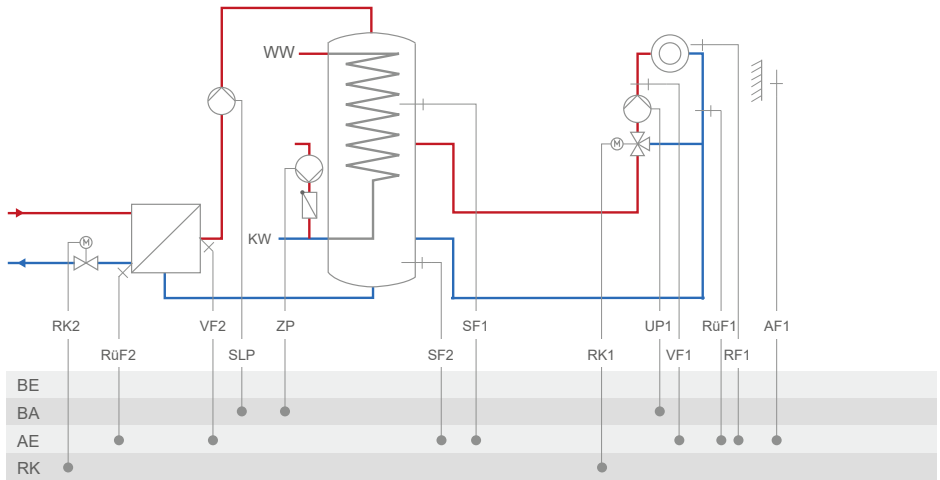 WW
M
KW
M
RK2
VF2
ZP
SF1
UP1
RüF1
AF1
RüF2
SLP
SF2
RK1
VF1
RF1
BE
BA
AE
RK